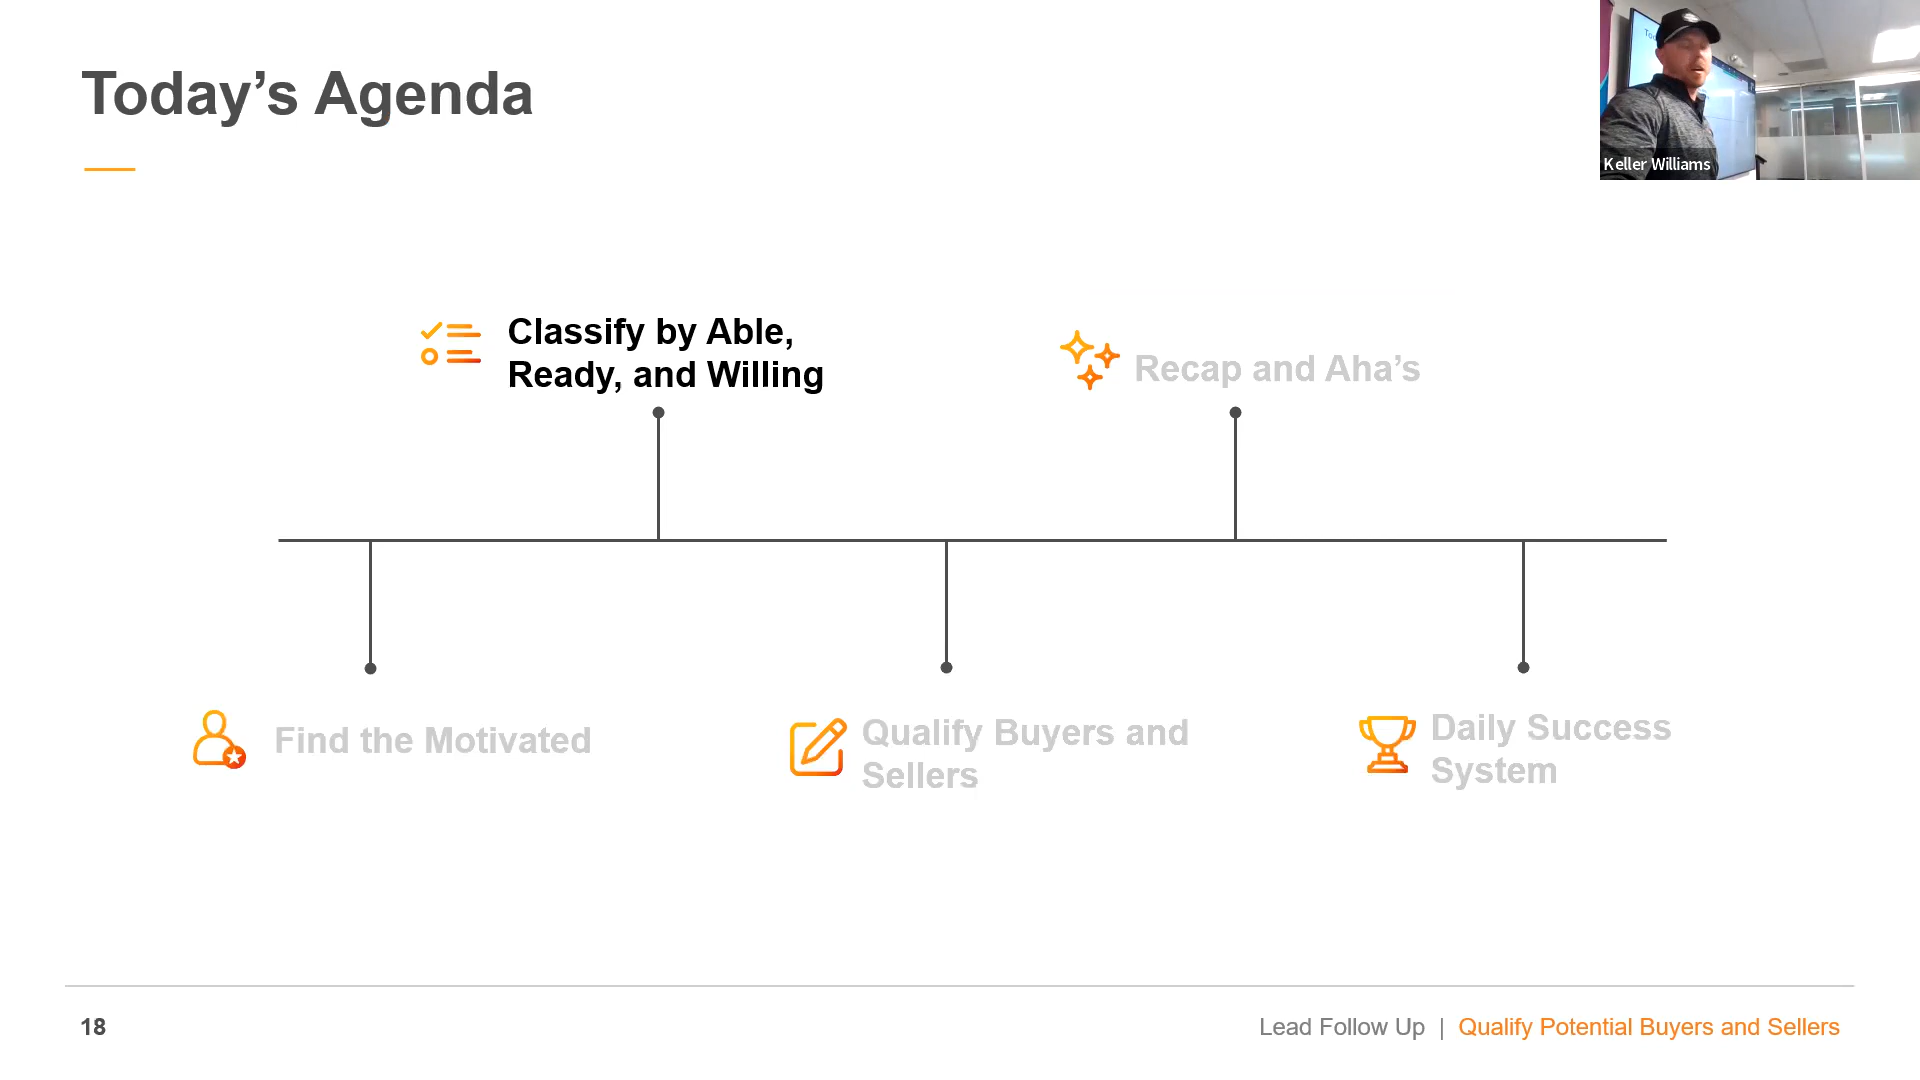 Today’s Agenda
Keller Williams
Classify by Able,
Ready, and Willing
Recap and Aha’s
Find the Motivated
Qualify Buyers and
Sellers
Daily Success
System
18
Lead Follow Up | Qualify Potential Buyers and Sellers